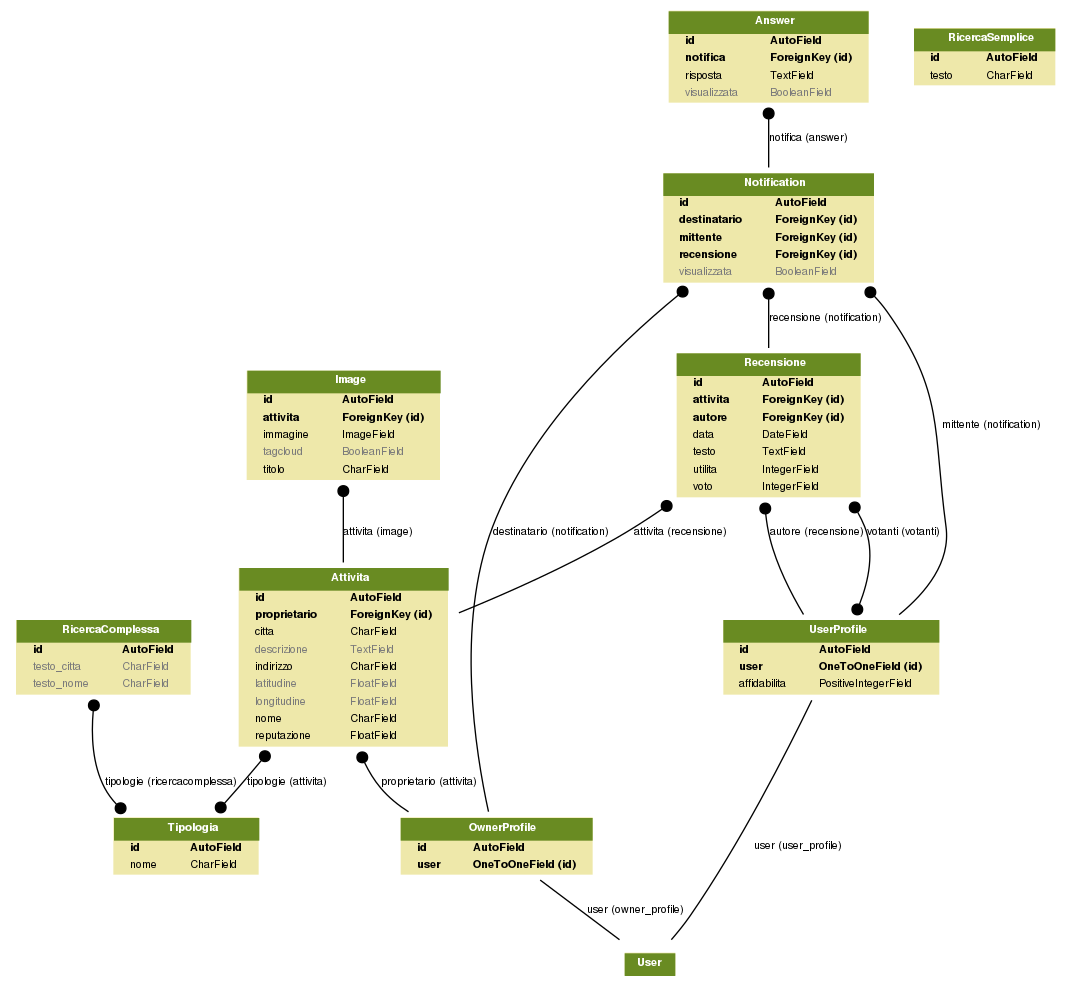 Answer
id AutoField
notifica ForeignKey (id)
risposta TextField
visualizzata BooleanField
RicercaSemplice
id AutoField
testo CharField
notifica (answer)
Notification
id AutoField
destinatario ForeignKey (id)
mittente ForeignKey (id)
recensione ForeignKey (id)
visualizzata BooleanField
recensione (notification)
Recensione
id AutoField
attivita ForeignKey (id)
autore ForeignKey (id)
data DateField
testo TextField
utilita IntegerField
voto IntegerField
mittente (notification)
Image
id AutoField
attivita ForeignKey (id)
immagine ImageField
tagcloud BooleanField
titolo CharField
attivita (image)
destinatario (notification)
attivita (recensione)
autore (recensione)
votanti (votanti)
Attivita
id AutoField
proprietario ForeignKey (id)
citta CharField
descrizione TextField
indirizzo CharField
latitudine FloatField
longitudine FloatField
nome CharField
reputazione FloatField
RicercaComplessa
id AutoField
testo_citta CharField
testo_nome CharField
UserProfile
id AutoField
user OneToOneField (id)
affidabilita PositiveIntegerField
tipologie (ricercacomplessa)
tipologie (attivita)
proprietario (attivita)
Tipologia
id AutoField
nome CharField
OwnerProfile
id AutoField
user OneToOneField (id)
user (user_profile)
user (owner_profile)
User